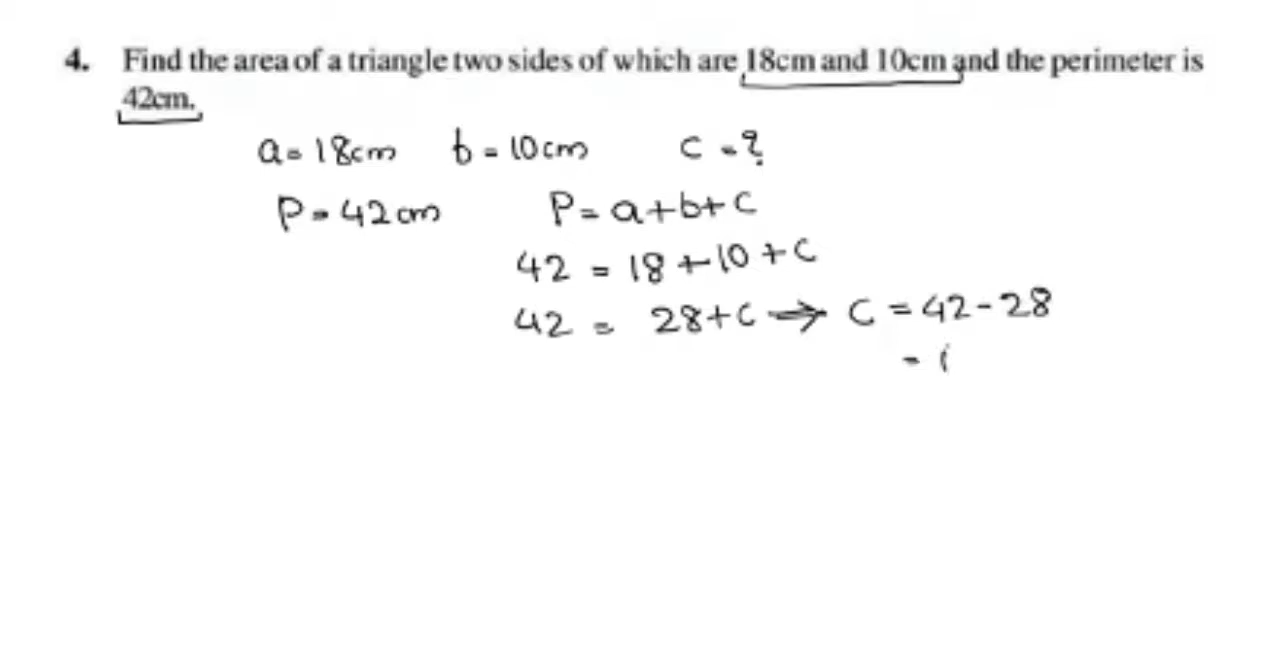 4. Find the area of a triangle two sides of which are 18cm and 10cm and the perimeter is
42cm.
a = 18cm b = 10cm c = ?
P = 42cm P = a+b+c
42 = 18+10+c
42 = 28+c ⇒ c = 42-28
=